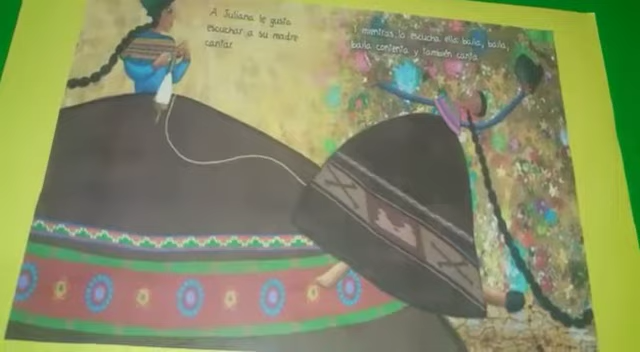 A Juliana le gusta
escuchar a su madre
cantar
mientras la escucha ella baila, baila,
baila contenta y también canta